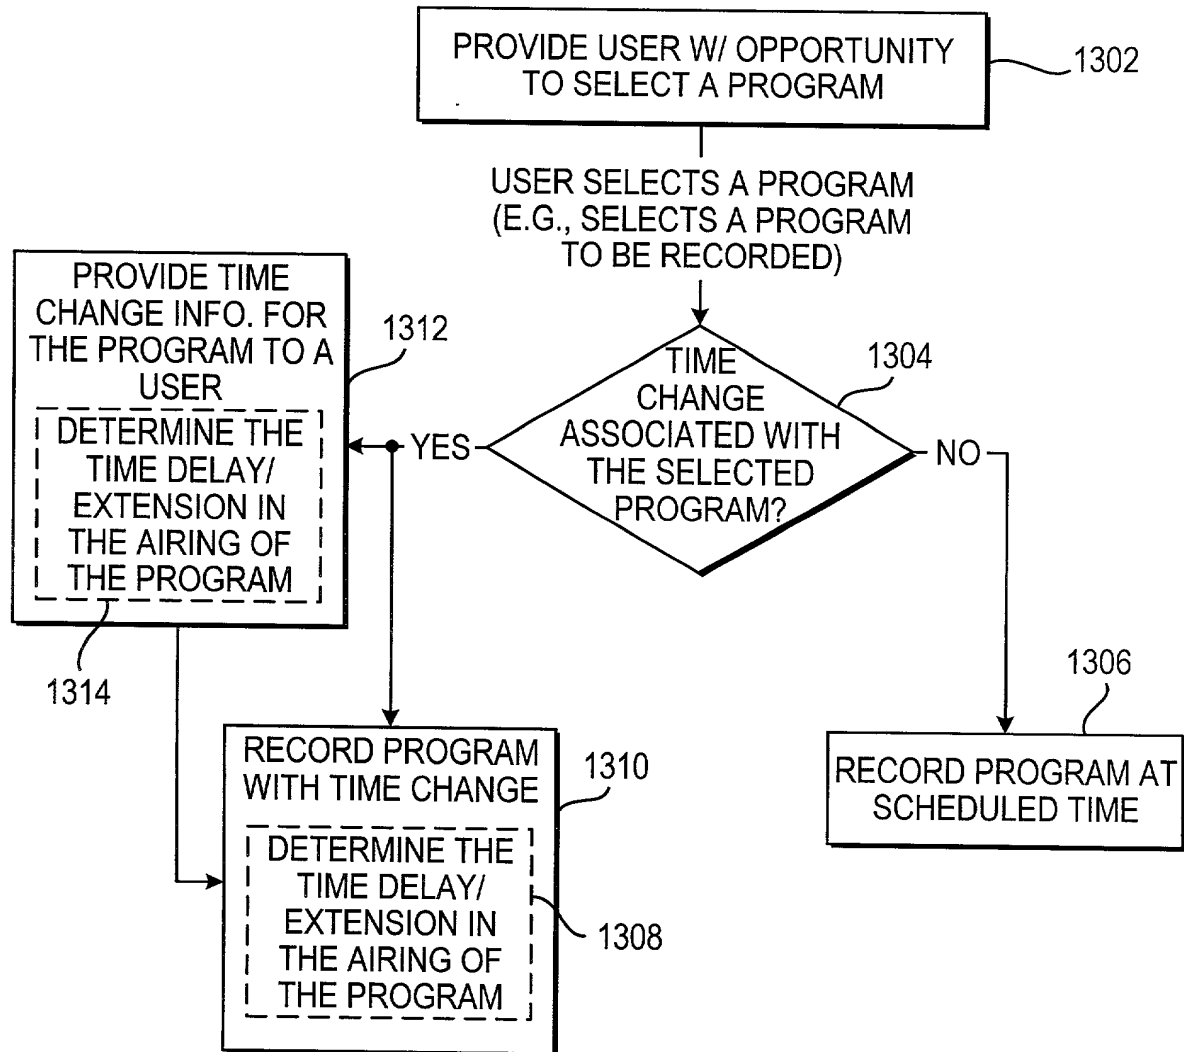 PROVIDE USER W/ OPPORTUNITY
TO SELECT A PROGRAM
1302
USER SELECTS A PROGRAM
(E.G., SELECTS A PROGRAM
TO BE RECORDED)
PROVIDE TIME
CHANGE INFO. FOR
THE PROGRAM TO A
USER
1312
DETERMINE THE
TIME DELAY/
EXTENSION IN
THE AIRING OF
THE PROGRAM
1314
TIME
CHANGE
ASSOCIATED WITH
THE SELECTED
PROGRAM?
1304
YES
NO
RECORD PROGRAM
WITH TIME CHANGE
1310
DETERMINE THE
TIME DELAY/
EXTENSION IN
THE AIRING OF
THE PROGRAM
1308
1306
RECORD PROGRAM AT
SCHEDULED TIME